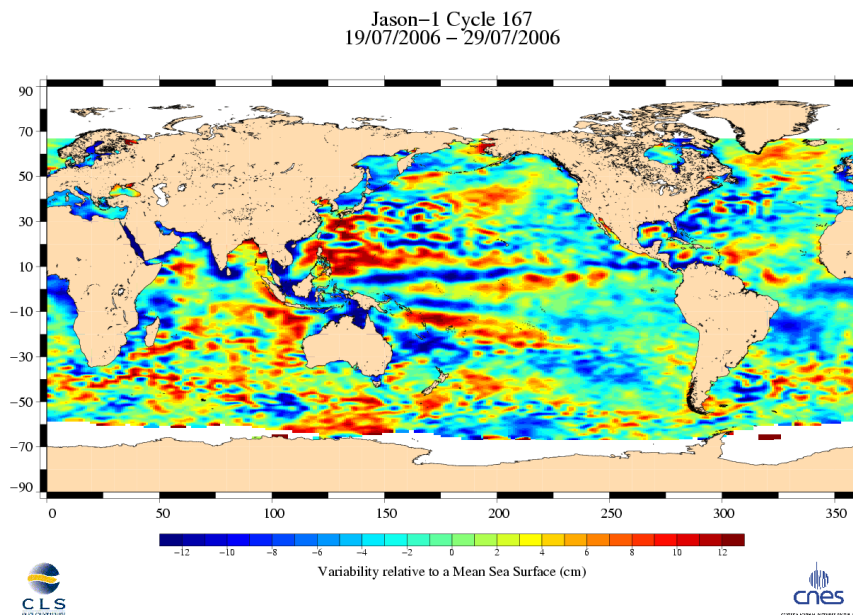 Jason−1 Cycle 167
19/07/2006 − 29/07/2006
90
70
50
30
10
−10
−30
−50
−70
−90
0 50 100 150 200 250 300 350
−12 −10 −8 −6 −4 −2 0 2 4 6 8 10 12
Variability relative to a Mean Sea Surface (cm)
CLS
cnes